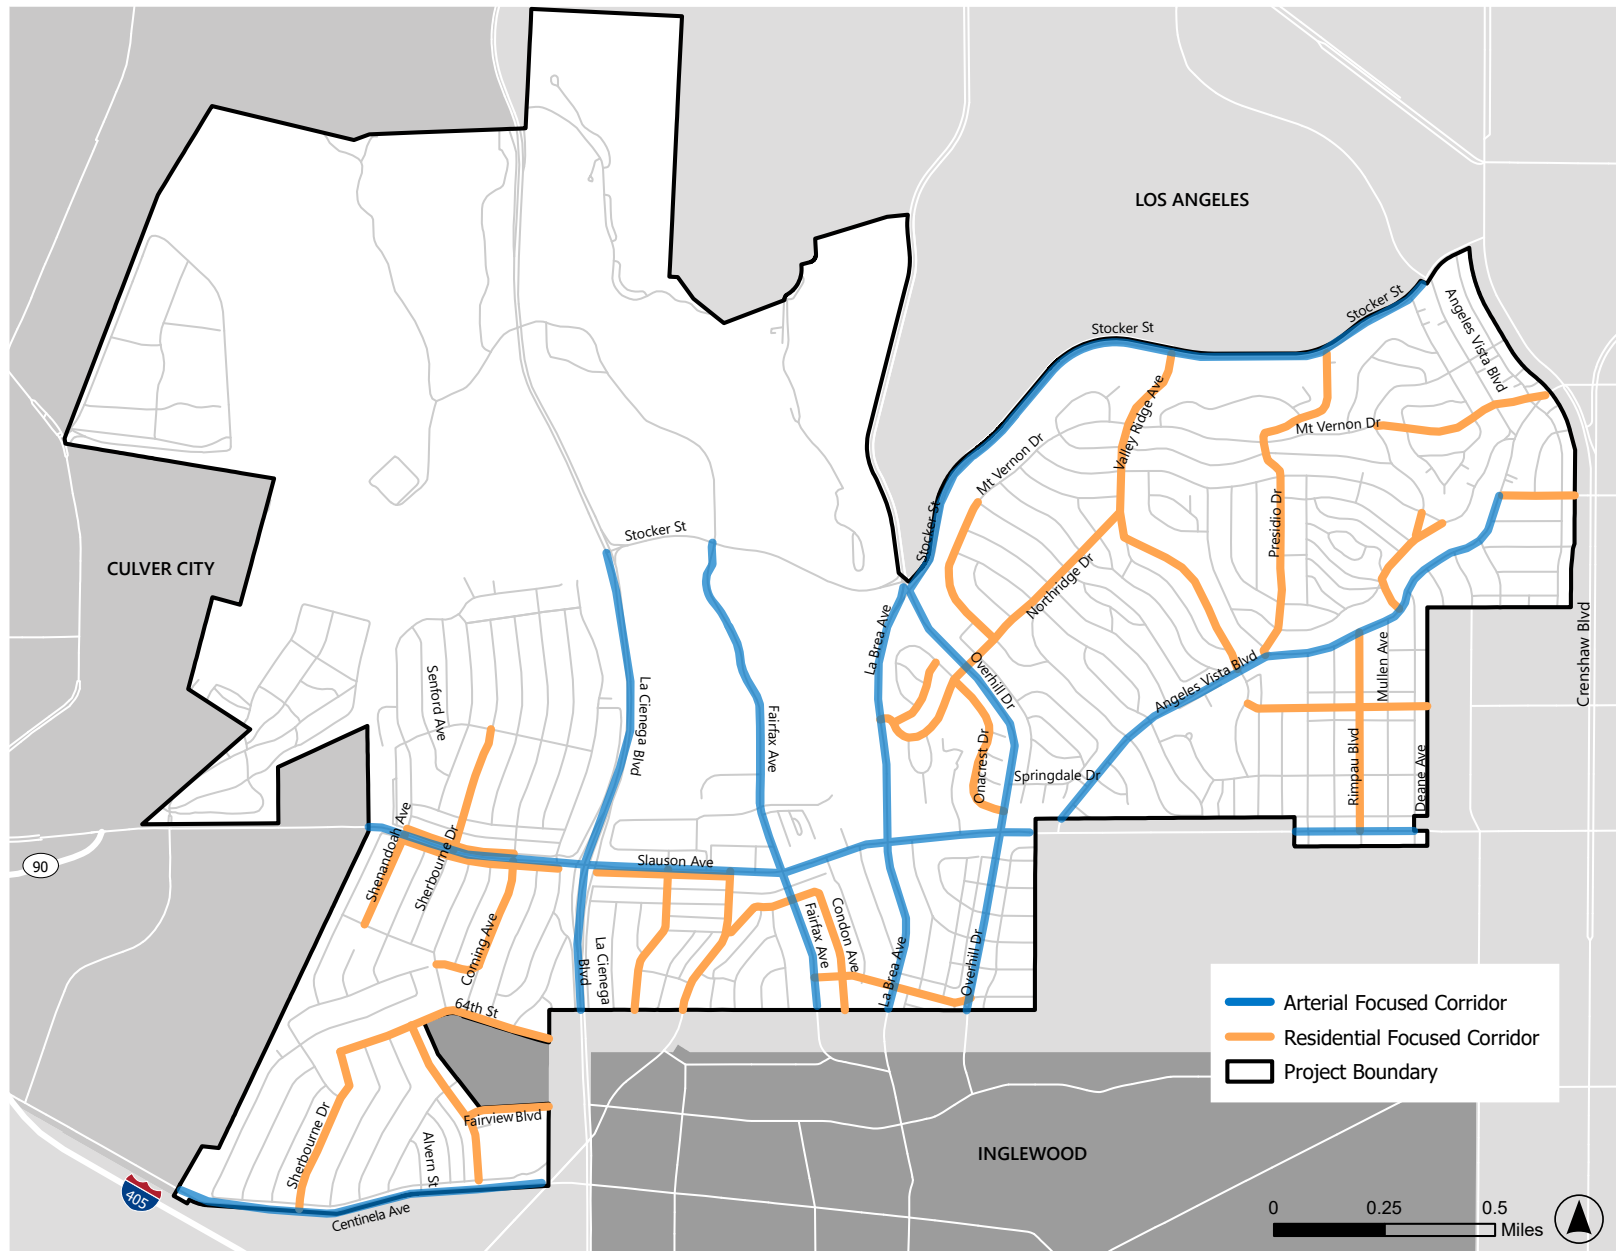 LOS ANGELES
Stocker St
Angeles Vista Blvd
Stocker St
Valley Ridge Ave
Mt Vernon Dr
Mt Vernon Dr
Stocker St
Stocker St
Presidio Dr
CULVER CITY
Northridge Dr
La Brea Ave
Overhill Dr
Crenshaw Blvd
Mullen Ave
Angeles Vista Blvd
Senford Ave
La Cienega Blvd
Fairfax Ave
Onacrest Dr
Springdale Dr
Rimpau Blvd
Deane Ave
Shenandoah Ave
Sherbourne Dr
Slauson Ave
90
Corning Ave
La Cienega
Blvd
Fairfax Ave
Condon Ave
La Brea Ave
Overhill Dr
64th St
Arterial Focused Corridor
Residential Focused Corridor
Project Boundary
Fairview Blvd
Sherbourne Dr
Alvern St
INGLEWOOD
405
Centinela Ave
0 0.25 0.5
Miles